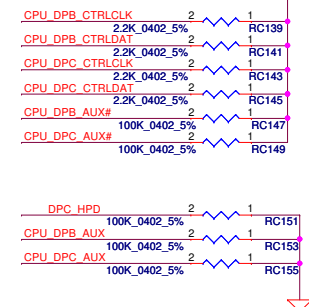 CPU_DPB_CTRLCLK 2 1
2.2K_0402_5% RC139
CPU_DPB_CTRLDAT 2 1
2.2K_0402_5% RC141
CPU_DPC_CTRLCLK 2 1
2.2K_0402_5% RC143
CPU_DPC_CTRLDAT 2 1
2.2K_0402_5% RC145
CPU_DPB_AUX# 2 1
100K_0402_5% RC147
CPU_DPC_AUX# 2 1
100K_0402_5% RC149
DPC_HPD 2 1
100K_0402_5% RC151
CPU_DPB_AUX 2 1
100K_0402_5% RC153
CPU_DPC_AUX 2 1
100K_0402_5% RC155